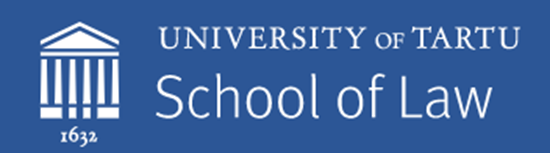 UNIVERSITY OF TARTU
School of Law
1632